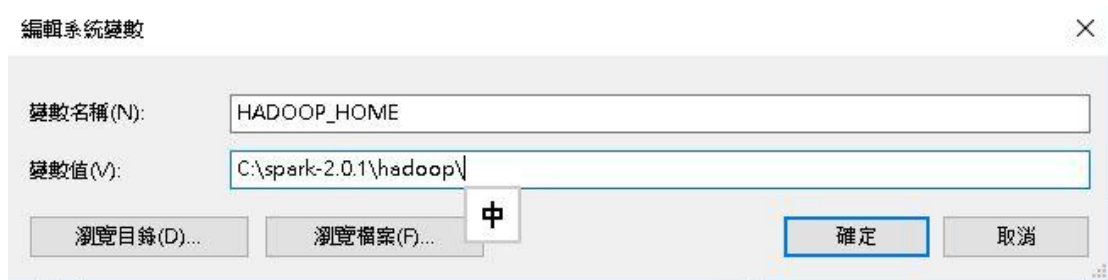 編輯系統變數
變數名稱(N): HADOOP_HOME
變數值(V): C:\spark-2.0.1\hadoop\
中
瀏覽目錄(D)... 瀏覽檔案(F)... 確定 取消